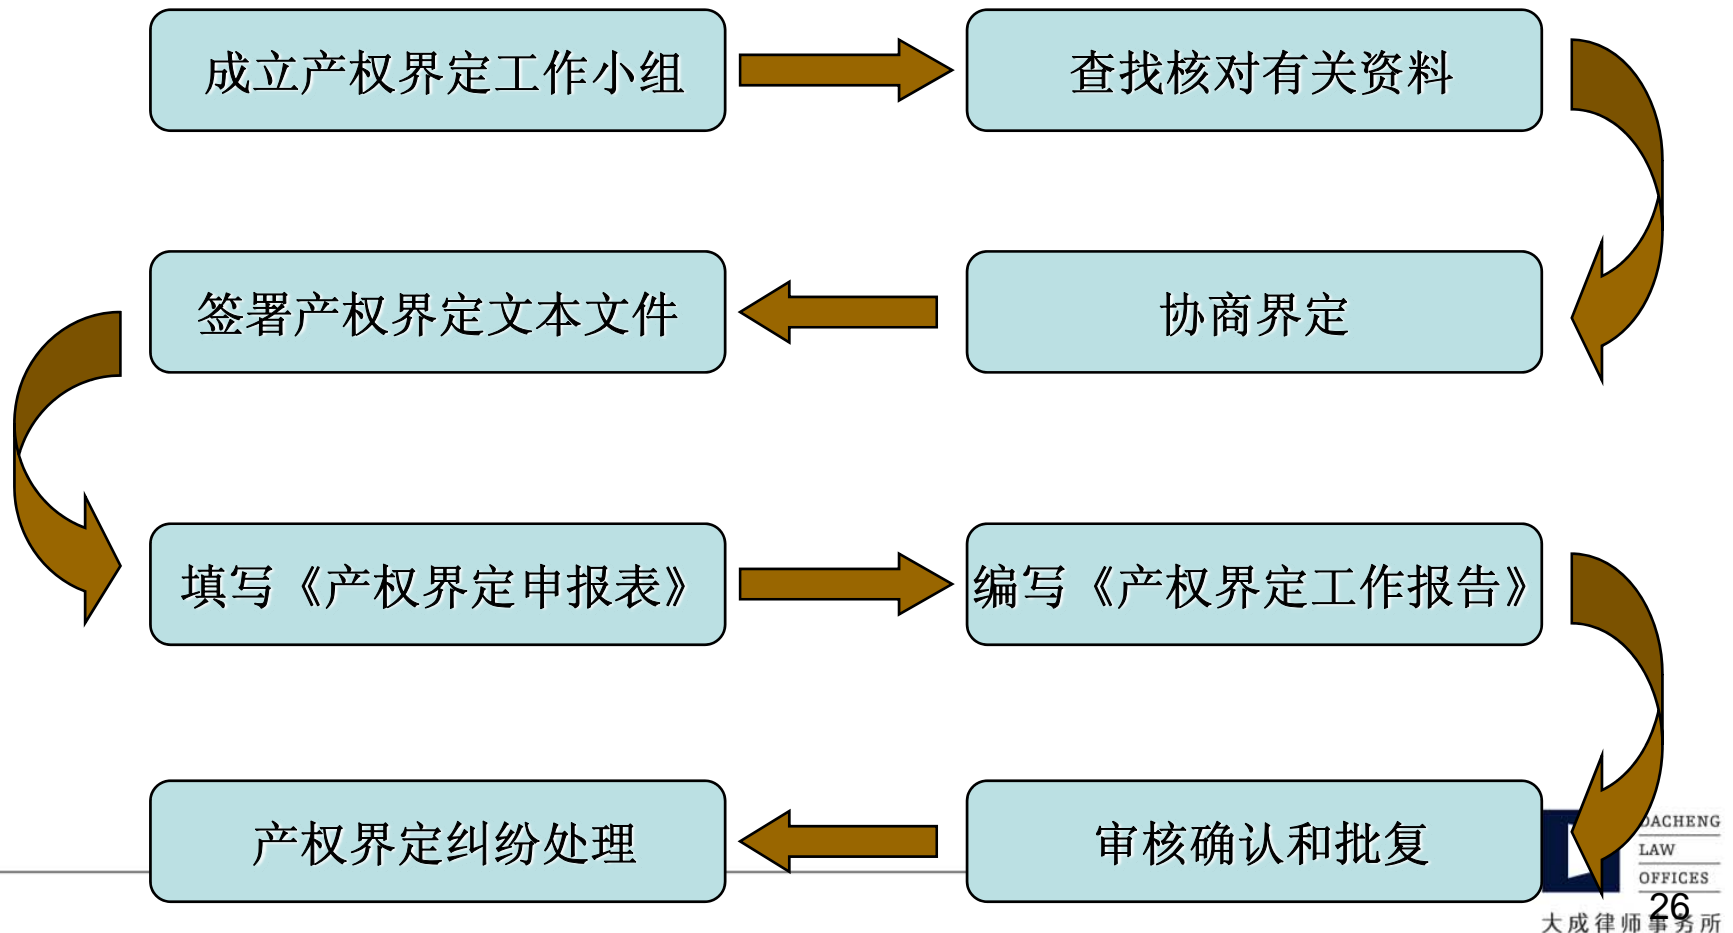 成立产权界定工作小组
查找核对有关资料
协商界定
签署产权界定文本文件
填写《产权界定申报表》
编写《产权界定工作报告》
审核确认和批复
产权界定纠纷处理
DACHENG
LAW
OFFICES
大成律师事务所
26